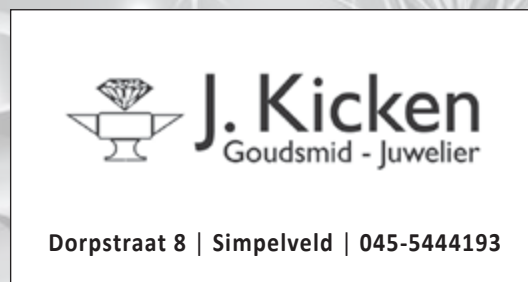 J. Kicken
Goudsmid - Juwelier
Dorpstraat 8 | Simpelveld | 045-5444193